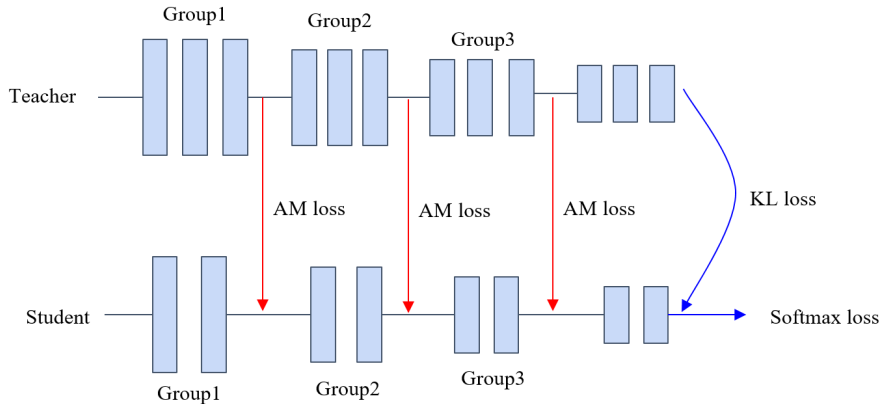 Group1
Group2
Group3
Teacher
AM loss
AM loss
AM loss
KL loss
Student
Softmax loss
Group1
Group2
Group3